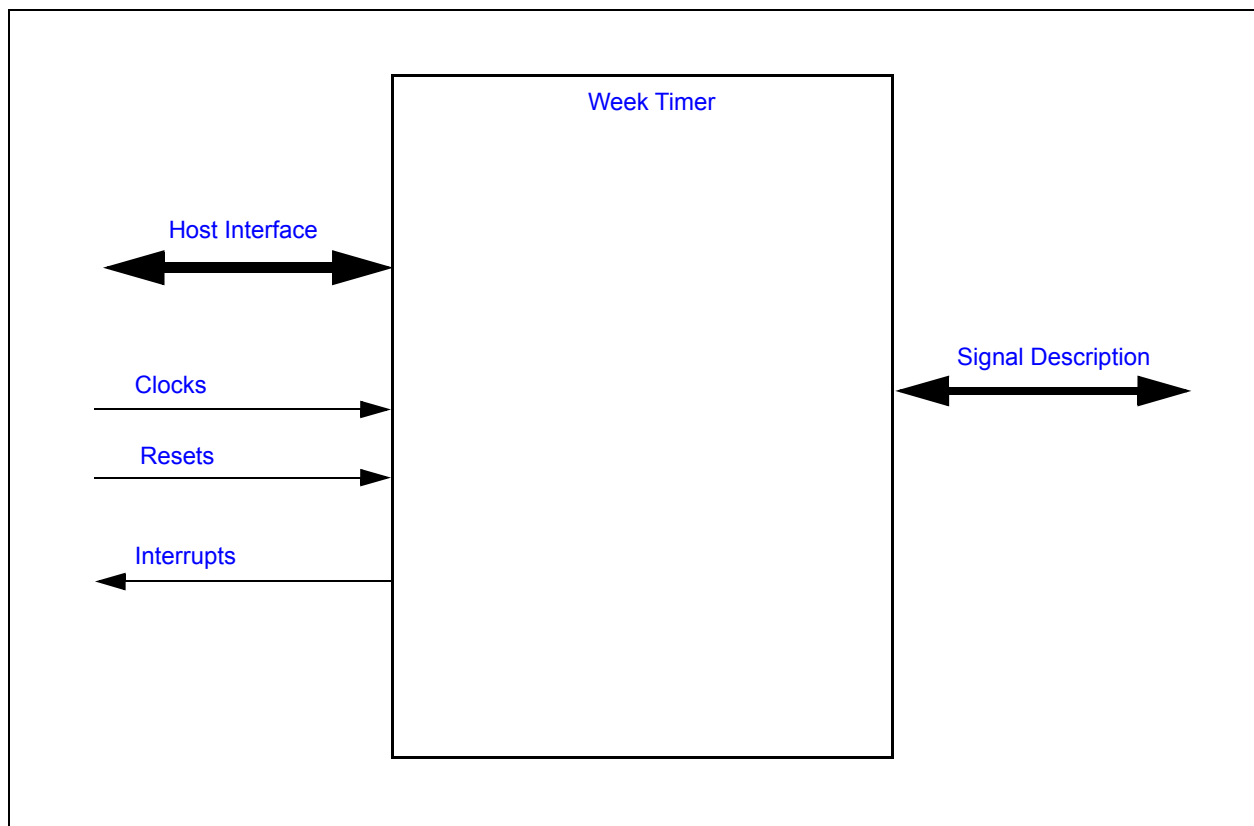 Week Timer
Host Interface
Signal Description
Clocks
Resets
Interrupts